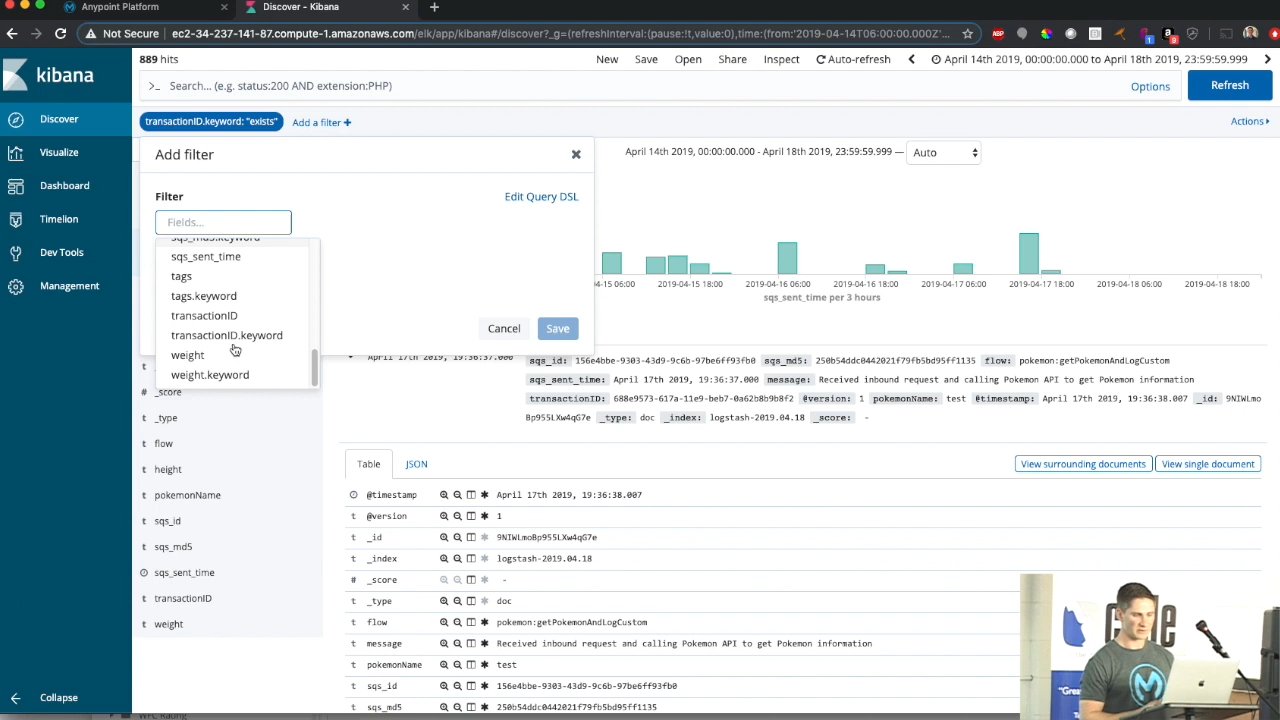 Anypoint Platform × Discover - Kibana × +
Not Secure ec2-34-237-141-87.compute-1.amazonaws.com/elk/app/kibana#/discover?_g=(refreshInterval:(pause:!t,value:0),time:(from:'2019-04-14T06:00:00.000Z'...
889 hits New Save Open Share Inspect Auto-refresh April 14th 2019, 00:00:00.000 to April 18th 2019, 23:59:59.999
kibana
>_ Search... (e.g. status:200 AND extension:PHP) Options Refresh
Discover
transactionID.keyword: "exists" Add a filter + Actions
Visualize
Add filter April 14th 2019, 00:00:00.000 - April 18th 2019, 23:59:59.999 — Auto
Dashboard
Filter Edit Query DSL
Timelion
Fields...
sqs_md5.keyword
Dev Tools
sqs_sent_time
tags
Management
2019-04-15 18:00 2019-04-16 06:00 2019-04-16 18:00 2019-04-17 06:00 2019-04-17 18:00 2019-04-18 06:00 2019-04-18 18:00
tags.keyword
sqs_sent_time per 3 hours
transactionID
Cancel Save
transactionID.keyword
weight
weight.keyword
sqs_id: 156e4bbe-9303-43d9-9c6b-97be6ff93fb0 sqs_md5: 250b54ddc0442021f79fb5bd95ff1135 flow: pokemon:getPokemonAndLogCustom
sqs_sent_time: April 17th 2019, 19:36:37.000 message: Received inbound request and calling Pokemon API to get Pokemon information
transactionID: 688e9573-617a-11e9-beb7-0a62b8b9b8f2 @version: 1 pokemonName: test @timestamp: April 17th 2019, 19:36:38.007 _id: 9NIWLmo
Bp955LXw4qG7e _type: doc _index: logstash-2019.04.18 _score: -
# _score
t _type
t flow
t height
t pokemonName
t sqs_id
t sqs_md5
sqs_sent_time
t transactionID
t weight
Table JSON View surrounding documents View single document
@timestamp April 17th 2019, 19:36:38.007
t @version 1
t _id 9NIWLmoBp955LXw4qG7e
t _index logstash-2019.04.18
# _score -
t _type doc
t flow pokemon:getPokemonAndLogCustom
t message Received inbound request and calling Pokemon API to get Pokemon information
t pokemonName test
t sqs_id 156e4bbe-9303-43d9-9c6b-97be6ff93fb0
t sqs_md5 250b54ddc0442021f79fb5bd95ff1135
Collapse